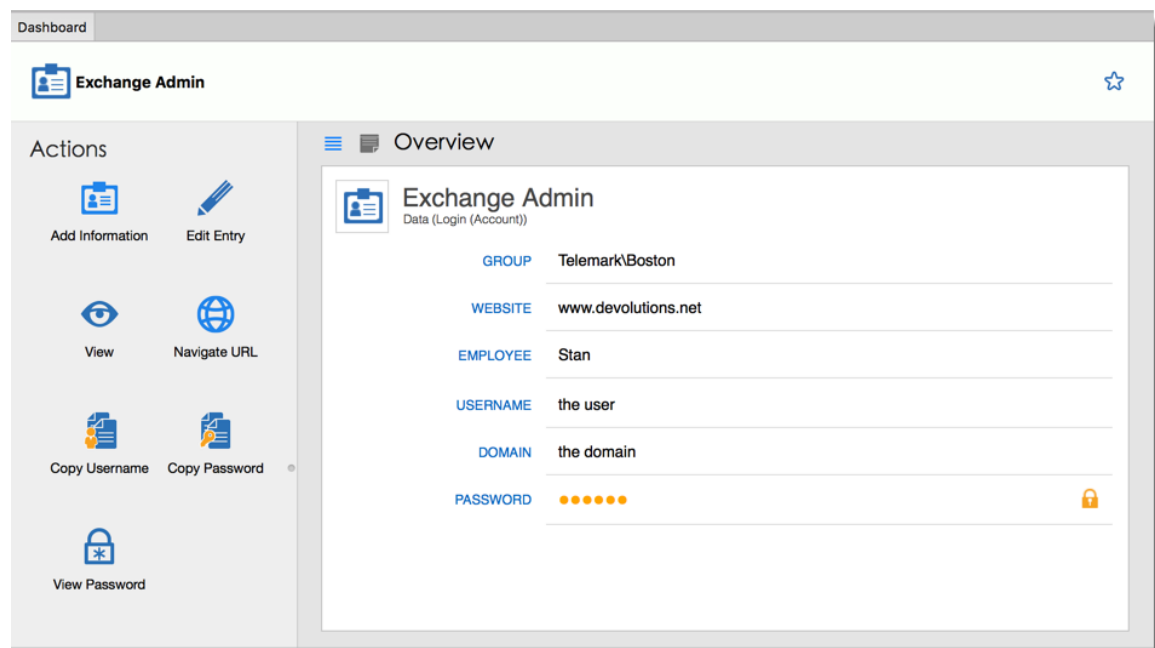 Dashboard
Exchange Admin
Actions
Add Information
Edit Entry
View
Navigate URL
Copy Username
Copy Password
View Password
Overview
Exchange Admin
Data (Login (Account))
GROUP Telemark\Boston
WEBSITE www.devolutions.net
EMPLOYEE Stan
USERNAME the user
DOMAIN the domain
PASSWORD ●●●●●●